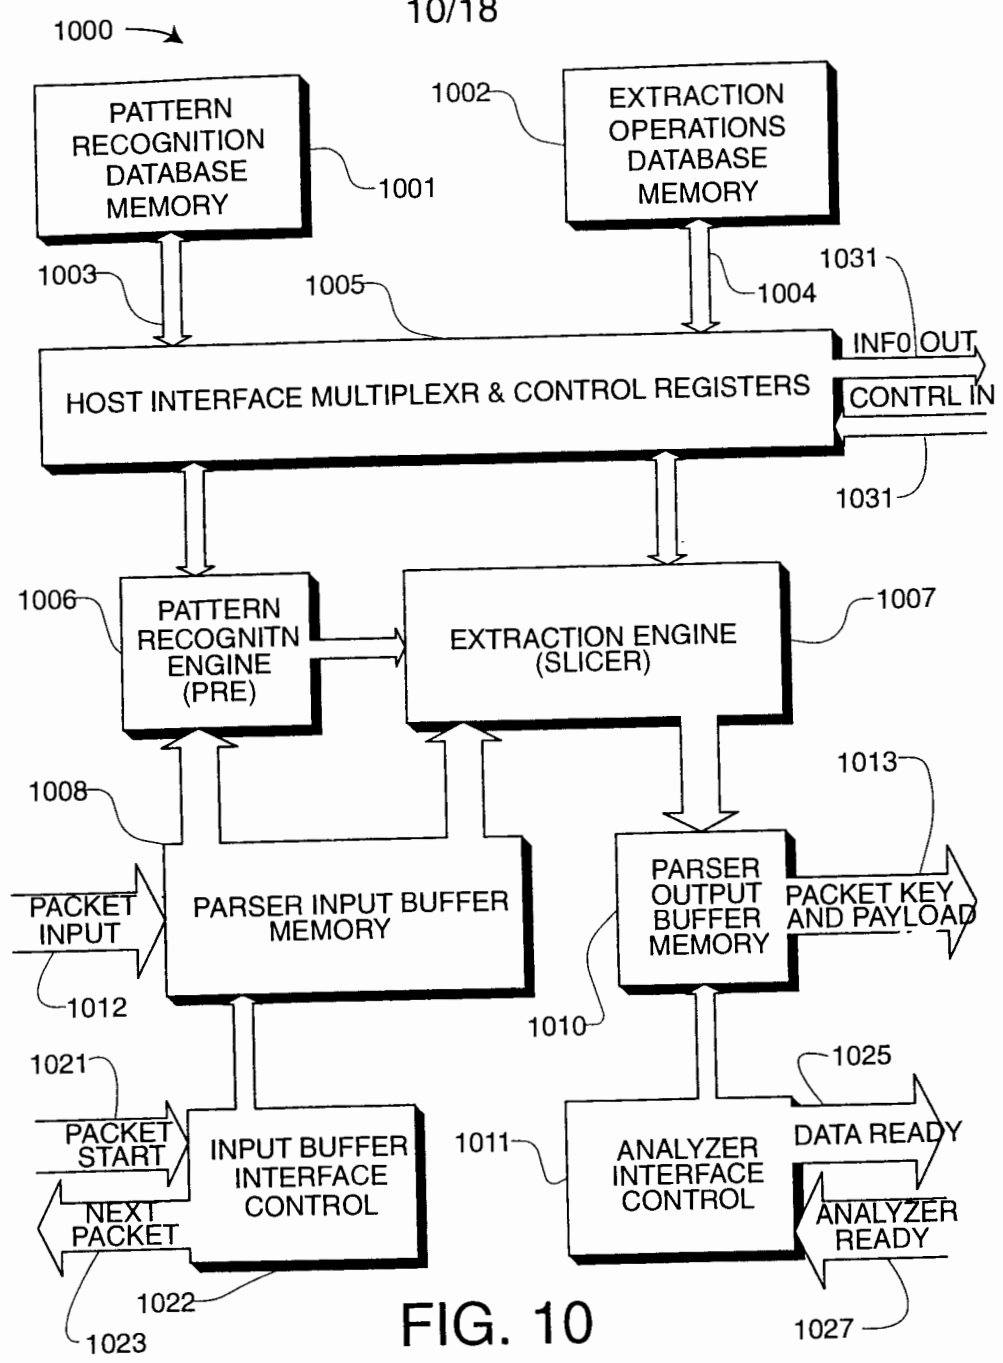 10/18
1000
PATTERN
RECOGNITION
DATABASE
MEMORY
1001
1002
EXTRACTION
OPERATIONS
DATABASE
MEMORY
1003
1005
1004
1031
INFO OUT
HOST INTERFACE MULTIPLEXR & CONTROL REGISTERS
CONTRL IN
1031
1006
PATTERN
RECOGNITN
ENGINE
(PRE)
EXTRACTION ENGINE
(SLICER)
1007
1008
1013
PACKET
INPUT
PARSER INPUT BUFFER
MEMORY
PARSER
OUTPUT
BUFFER
MEMORY
PACKET KEY
AND PAYLOAD
1012
1010
1021
1025
PACKET
START
INPUT BUFFER
INTERFACE
CONTROL
1011
ANALYZER
INTERFACE
CONTROL
DATA READY
NEXT
PACKET
ANALYZER
READY
1022
1023
1027
FIG. 10